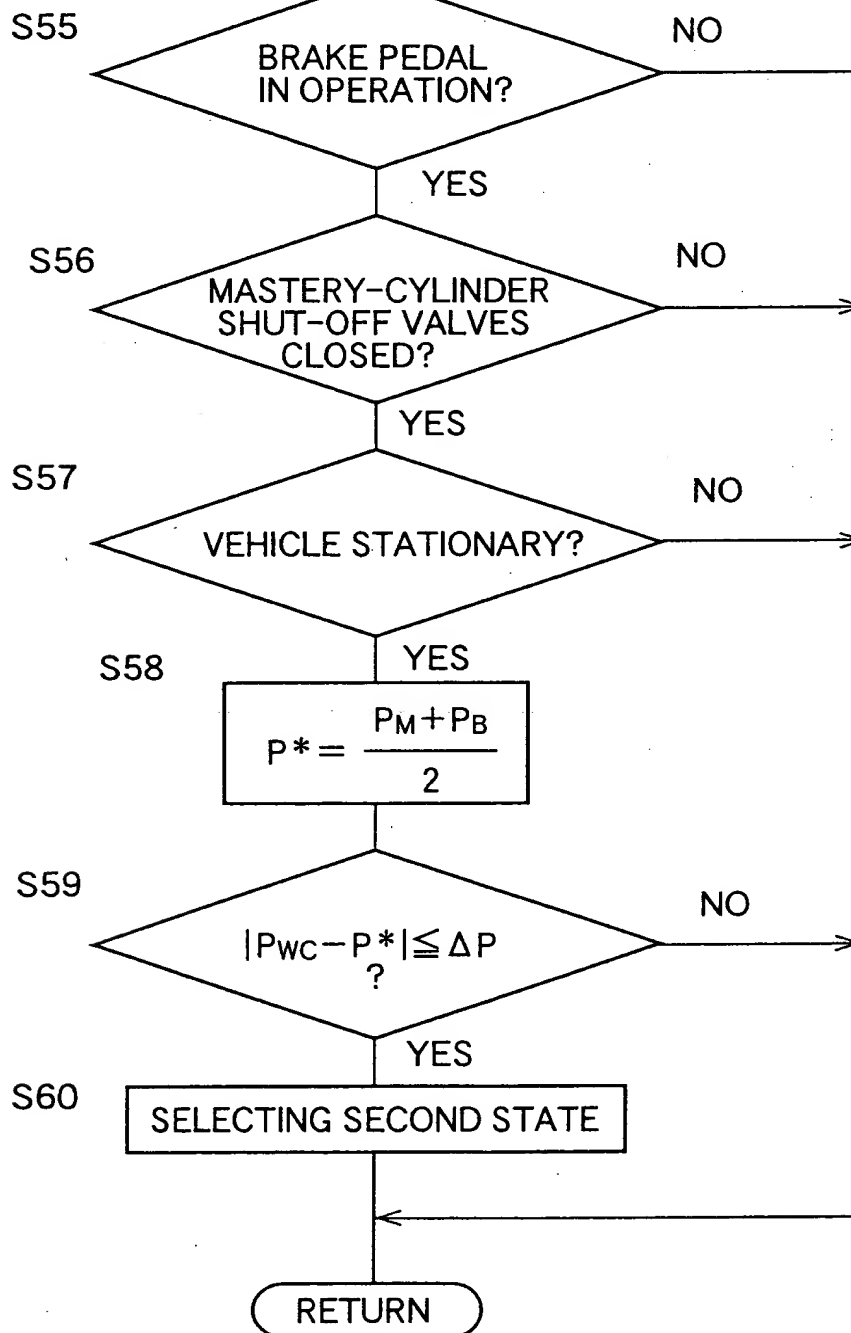 S55
BRAKE PEDAL
IN OPERATION?
NO
YES
S56
MASTERY-CYLINDER
SHUT-OFF VALVES
CLOSED?
NO
YES
S57
VEHICLE STATIONARY?
NO
YES
S58
P* = PM+PB
2
S59
|PWC-P*|≦ΔP
?
NO
YES
S60
SELECTING SECOND STATE
RETURN